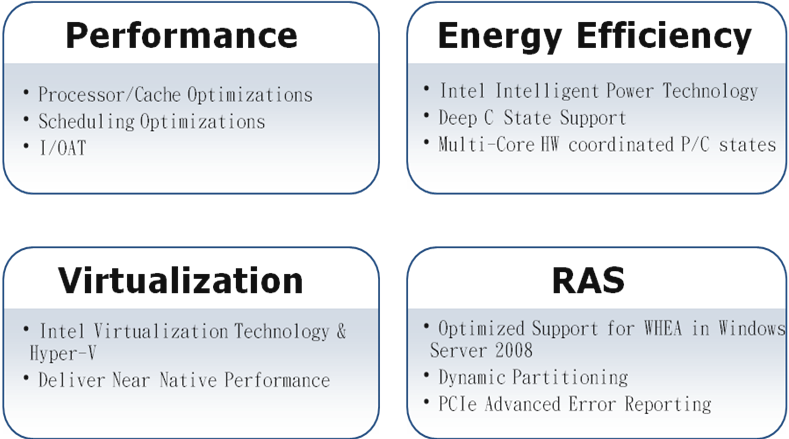 Performance
• Processor/Cache Optimizations
• Scheduling Optimizations
• I/OAT
Energy Efficiency
• Intel Intelligent Power Technology
• Deep C State Support
• Multi-Core HW coordinated P/C states
Virtualization
• Intel Virtualization Technology &
Hyper-V
• Deliver Near Native Performance
RAS
• Optimized Support for WHEA in Windows
Server 2008
• Dynamic Partitioning
• PCIe Advanced Error Reporting